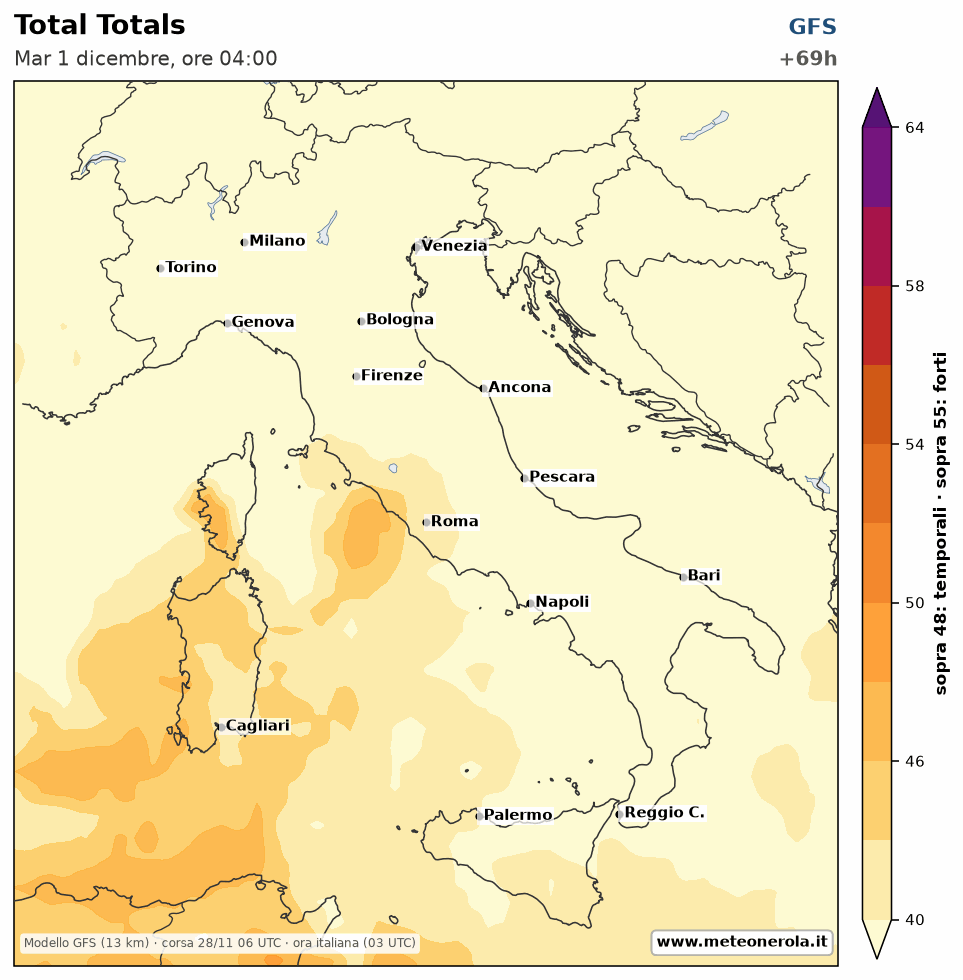 Total Totals
GFS
Mar 1 dicembre, ore 04:00
+69h
Milano
Venezia
Torino
Genova
Bologna
Firenze
Ancona
Pescara
Roma
Bari
Napoli
Cagliari
Palermo
Reggio C.
64
58
54
50
46
40
sopra 48: temporali · sopra 55: forti
Modello GFS (13 km) · corsa 28/11 06 UTC · ora italiana (03 UTC)
www.meteonerola.it